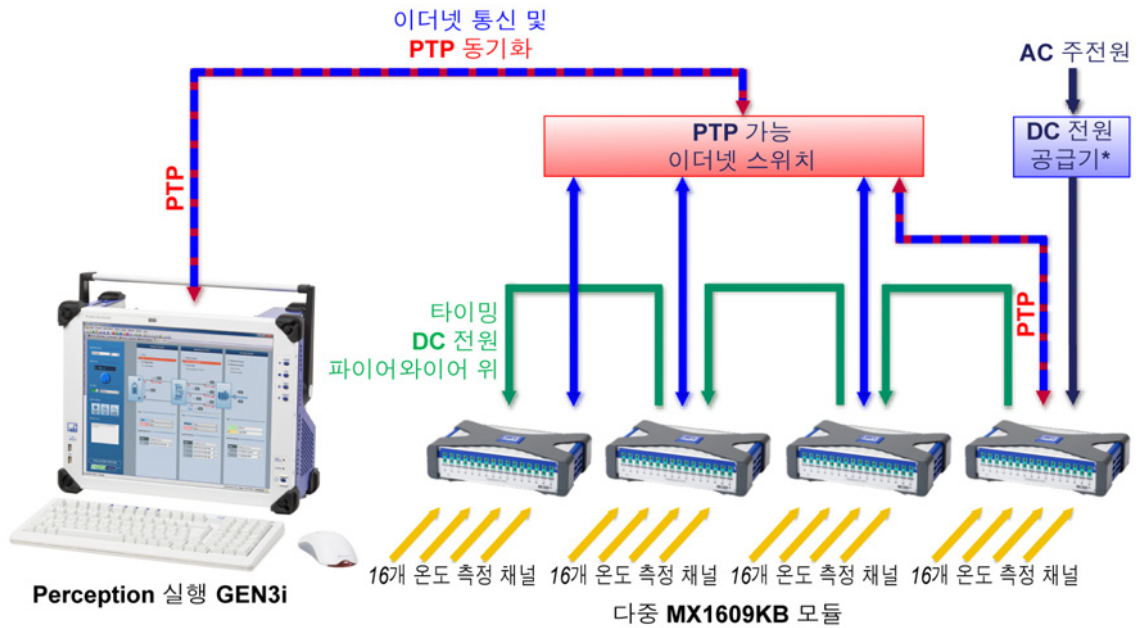 이더넷 통신 및
PTP 동기화
AC 주전원
PTP 가능
이더넷 스위치
DC 전원
공급기*
PTP
타이밍
DC 전원
파이어와이어 위
PTP
16개 온도 측정 채널
16개 온도 측정 채널
16개 온도 측정 채널
16개 온도 측정 채널
Perception 실행 GEN3i
다중 MX1609KB 모듈